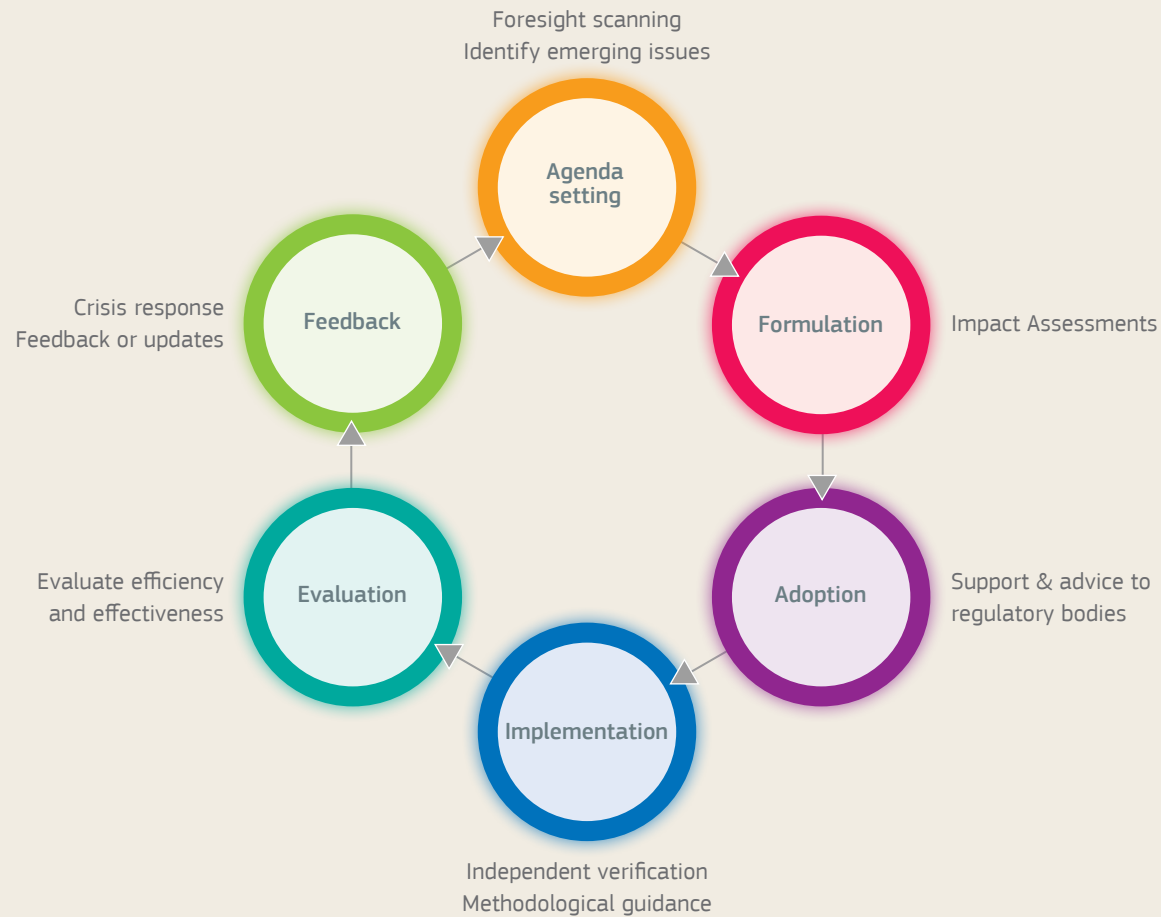 Foresight scanning
Identify emerging issues
Agenda
setting
Formulation
Impact Assessments
Adoption
Support & advice to
regulatory bodies
Implementation
Independent verification
Methodological guidance
Evaluation
Evaluate efficiency
and effectiveness
Feedback
Crisis response
Feedback or updates